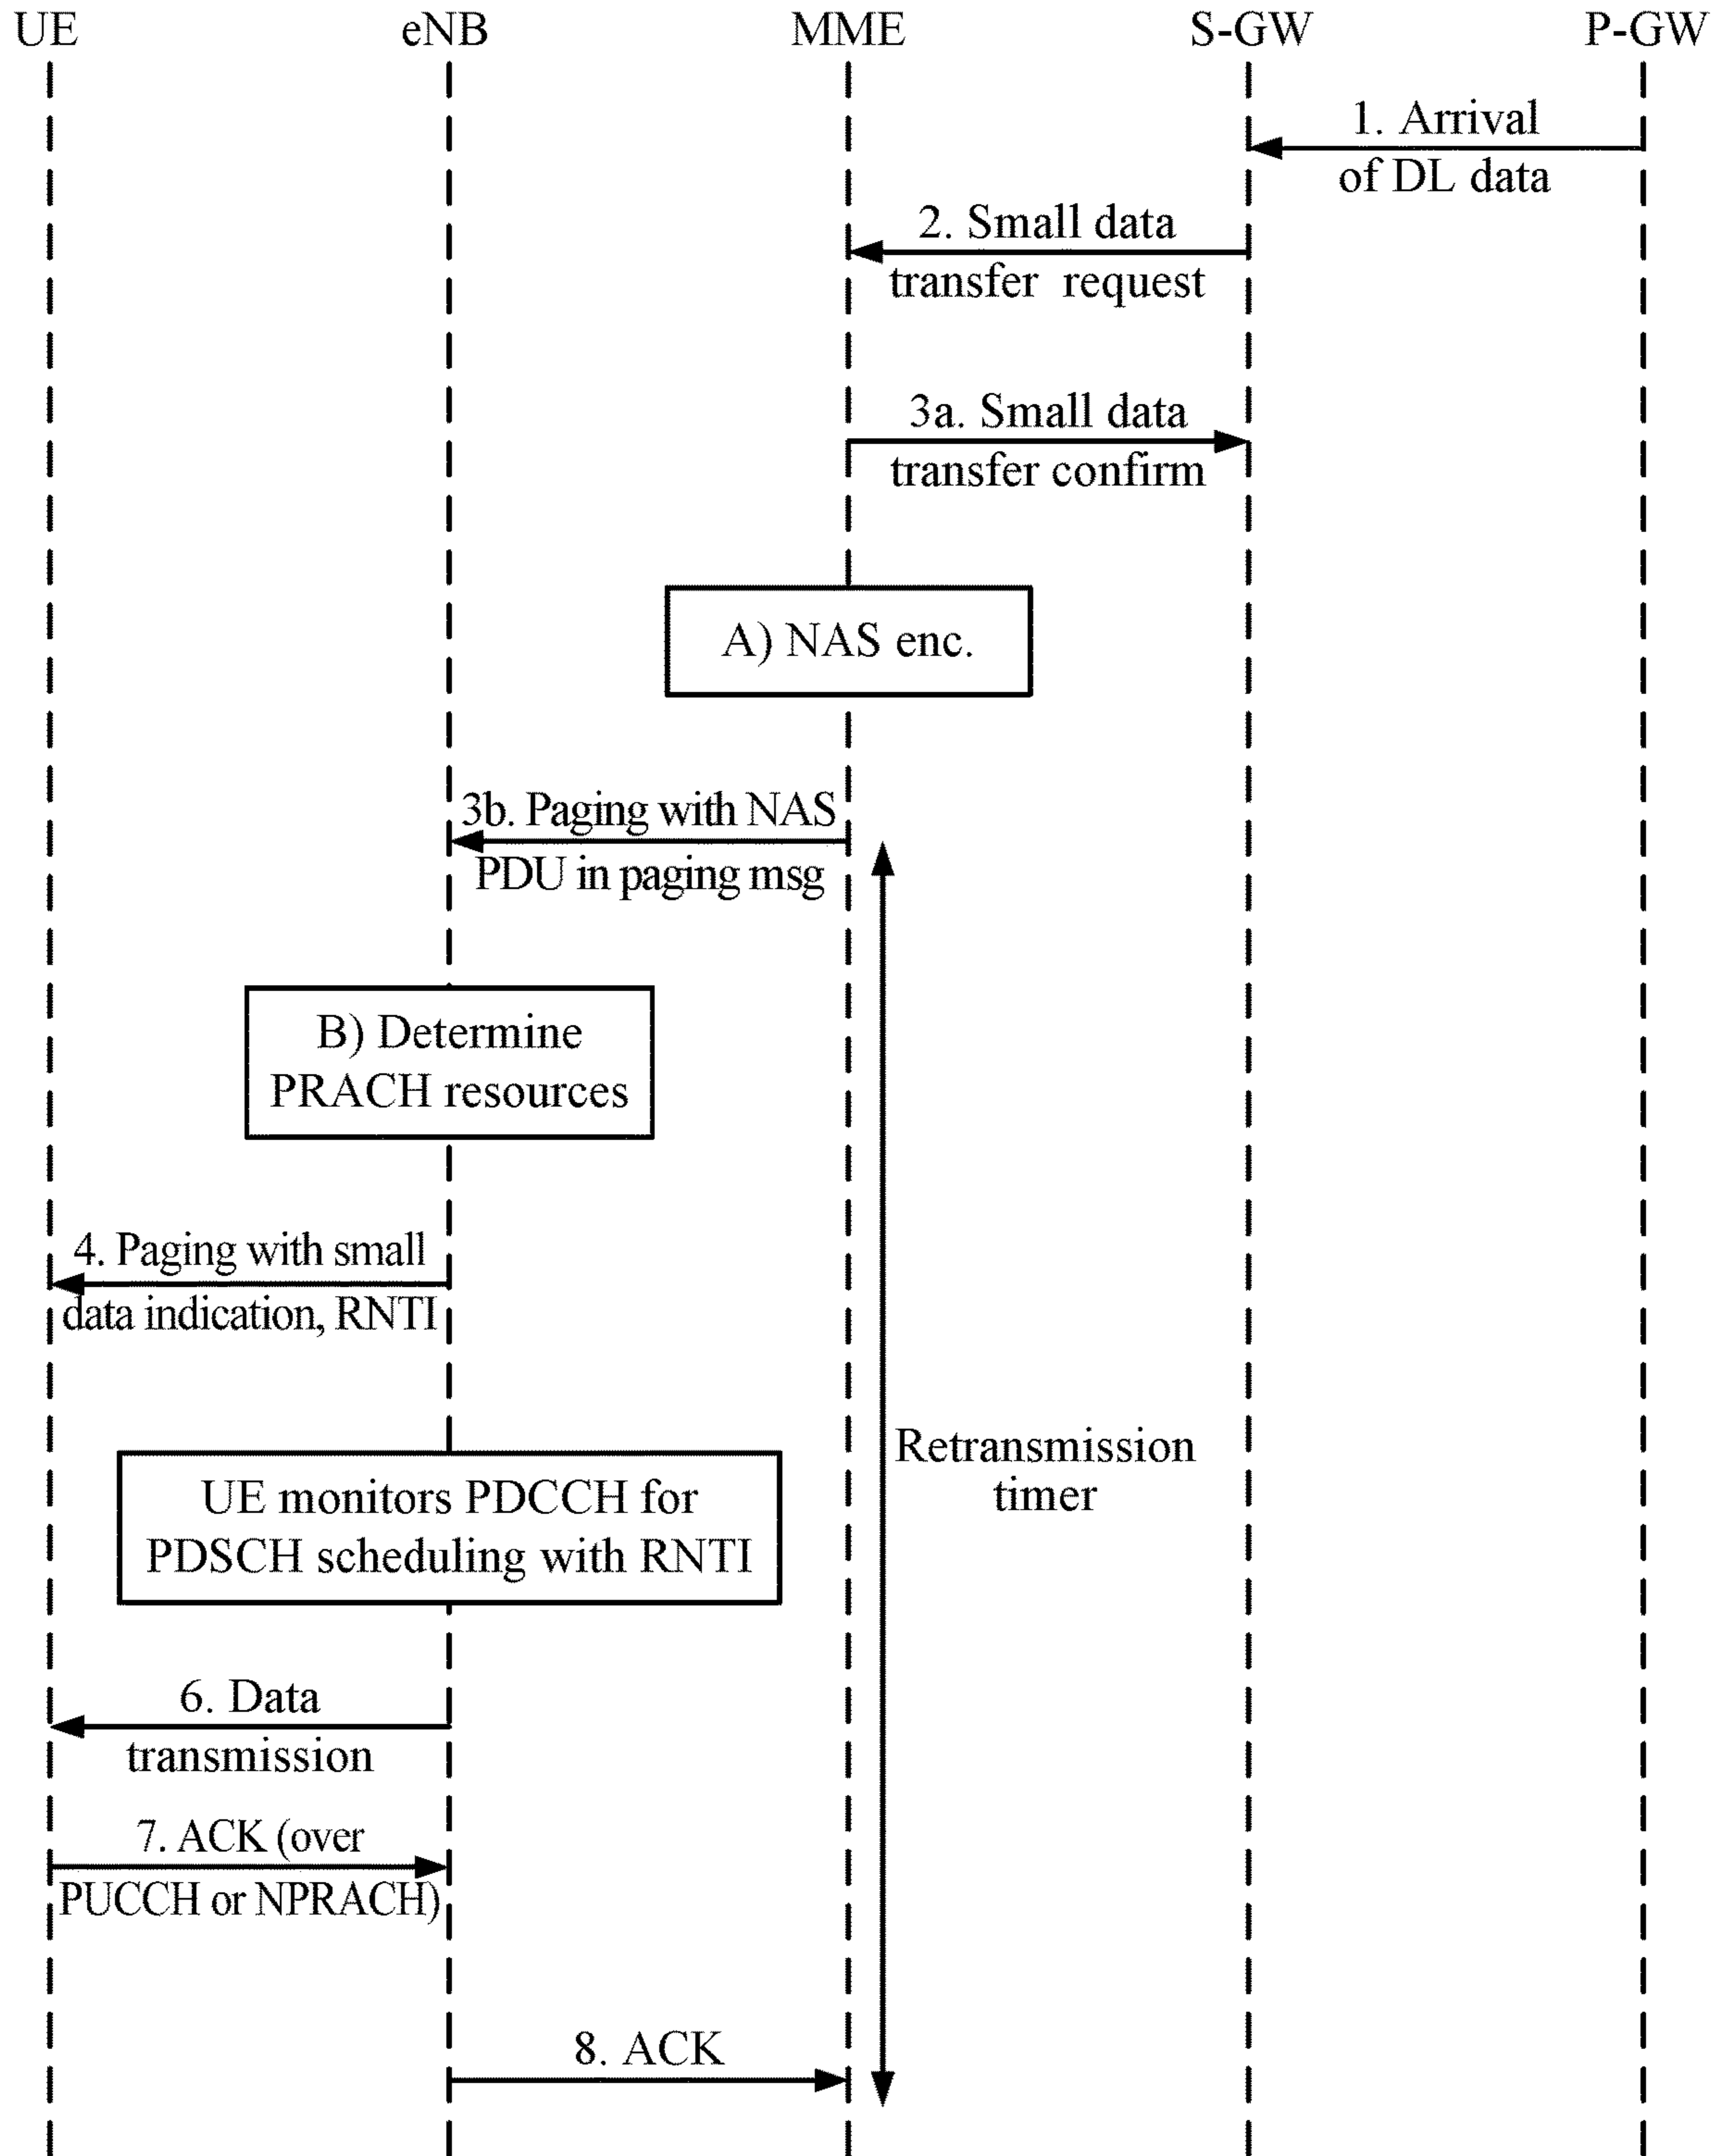 UE eNB MME S-GW P-GW
1. Arrival
of DL data
2. Small data
transfer request
3a. Small data
transfer confirm
A) NAS enc.
3b. Paging with NAS
PDU in paging msg
B) Determine
PRACH resources
4. Paging with small
data indication, RNTI
Retransmission
timer
UE monitors PDCCH for
PDSCH scheduling with RNTI
6. Data
transmission
7. ACK (over
PUCCH or NPRACH)
8. ACK